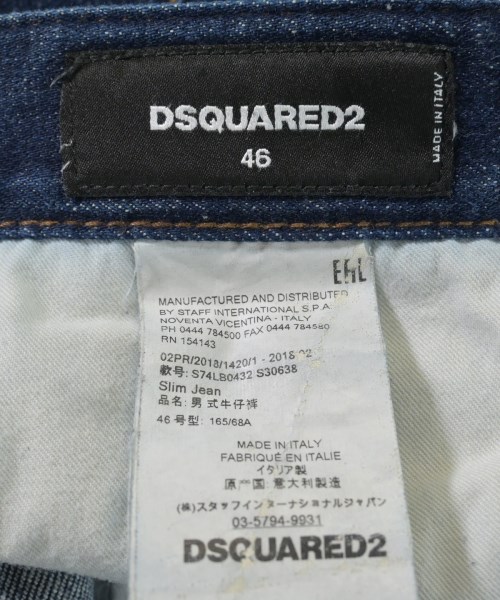 DSQUARED2
46
MADE IN ITALY
EAC
MANUFACTURED AND DISTRIBUTED
BY STAFF INTERNATIONAL S.P.A.
NOVENTA VICENTINA - ITALY
PH 0444 784500 FAX 0444 784580
RN 154143
02PR/2018/1420/1 - 2018.02
款号: S74LB0432 S30638
Slim Jean
品名: 男式牛仔裤
46 号型: 165/68A
MADE IN ITALY
FABRIQUÉ EN ITALIE
イタリア製
原産国: 意大利製造
(株)スタッフインターナショナルジャパン
03-5794-9931
DSQUARED2